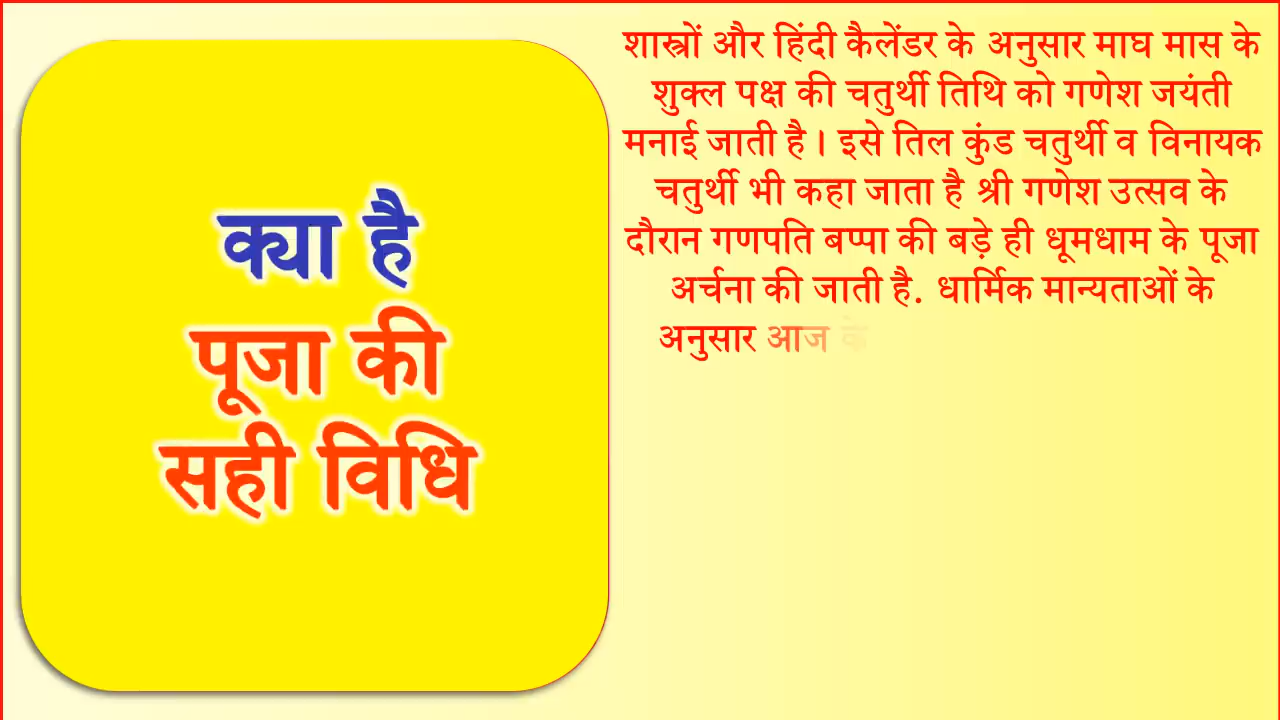 क्या है
पूजा की
सही विधि
शास्त्रों और हिंदी कैलेंडर के अनुसार माघ मास के
शुक्ल पक्ष की चतुर्थी तिथि को गणेश जयंती
मनाई जाती है। इसे तिल कुंड चतुर्थी व विनायक
चतुर्थी भी कहा जाता है श्री गणेश उत्सव के
दौरान गणपति बप्पा की बड़े ही धूमधाम के पूजा
अर्चना की जाती है. धार्मिक मान्यताओं के
अनुसार आज के